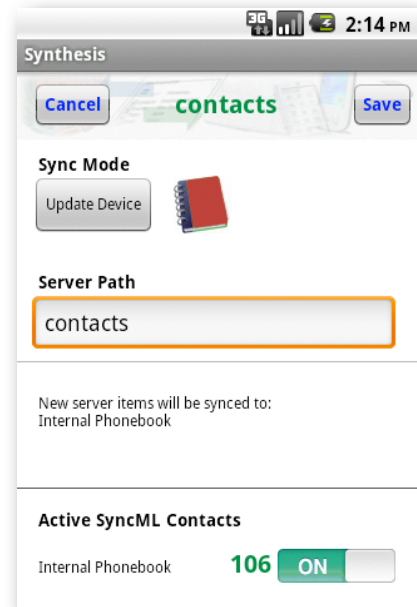 3G 2:14 PM
Synthesis
Cancel contacts Save
Sync Mode
Update Device
Server Path
contacts
New server items will be synced to:
Internal Phonebook
Active SyncML Contacts
Internal Phonebook 106 ON